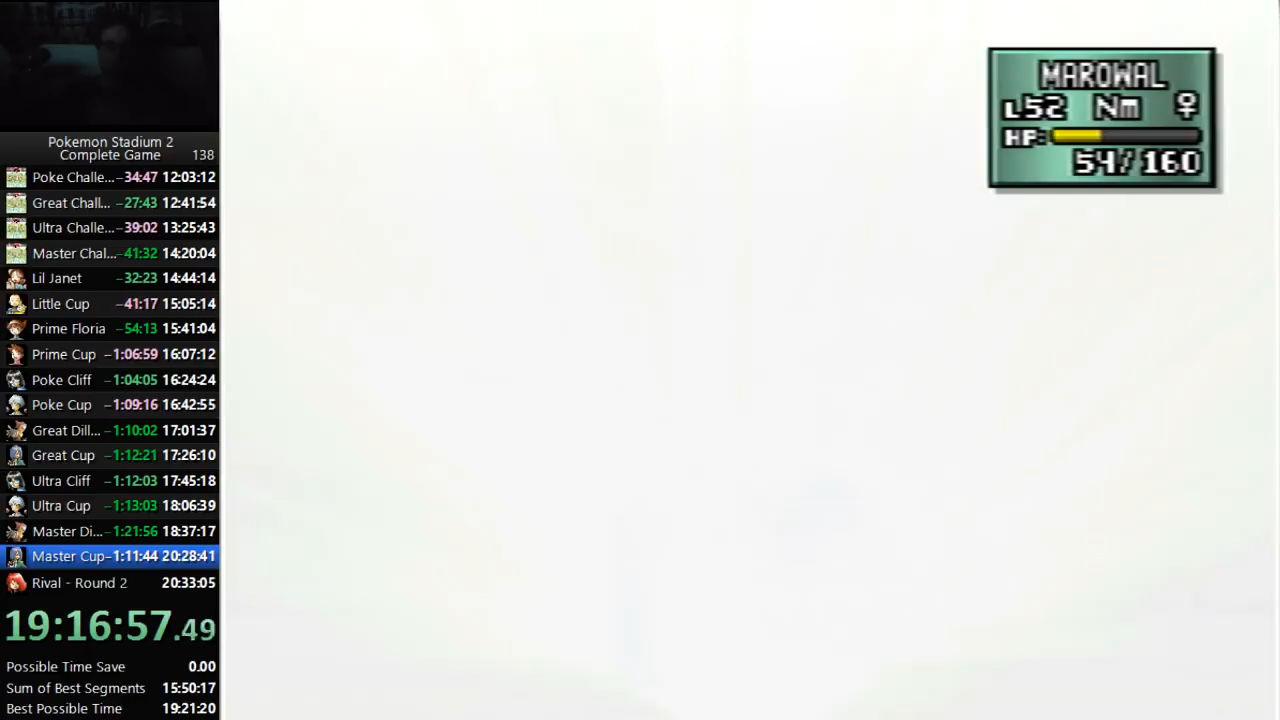 Pokemon Stadium 2
Complete Game 138
Poke Challe... −34:47 12:03:12
Great Chall... −27:43 12:41:54
Ultra Challe... −39:02 13:25:43
Master Chal... −41:32 14:20:04
Lil Janet −32:23 14:44:14
Little Cup −41:17 15:05:14
Prime Floria −54:13 15:41:04
Prime Cup −1:06:59 16:07:12
Poke Cliff −1:04:05 16:24:24
Poke Cup −1:09:16 16:42:55
Great Dill... −1:10:02 17:01:37
Great Cup −1:12:21 17:26:10
Ultra Cliff −1:12:03 17:45:18
Ultra Cup −1:13:03 18:06:39
Master Di... −1:21:56 18:37:17
Master Cup −1:11:44 20:28:41
Rival - Round 2 20:33:05
19:16:57.49
Possible Time Save 0.00
Sum of Best Segments 15:50:17
Best Possible Time 19:21:20
MAROWAL
L52 Nm ♀
HP:
54/160